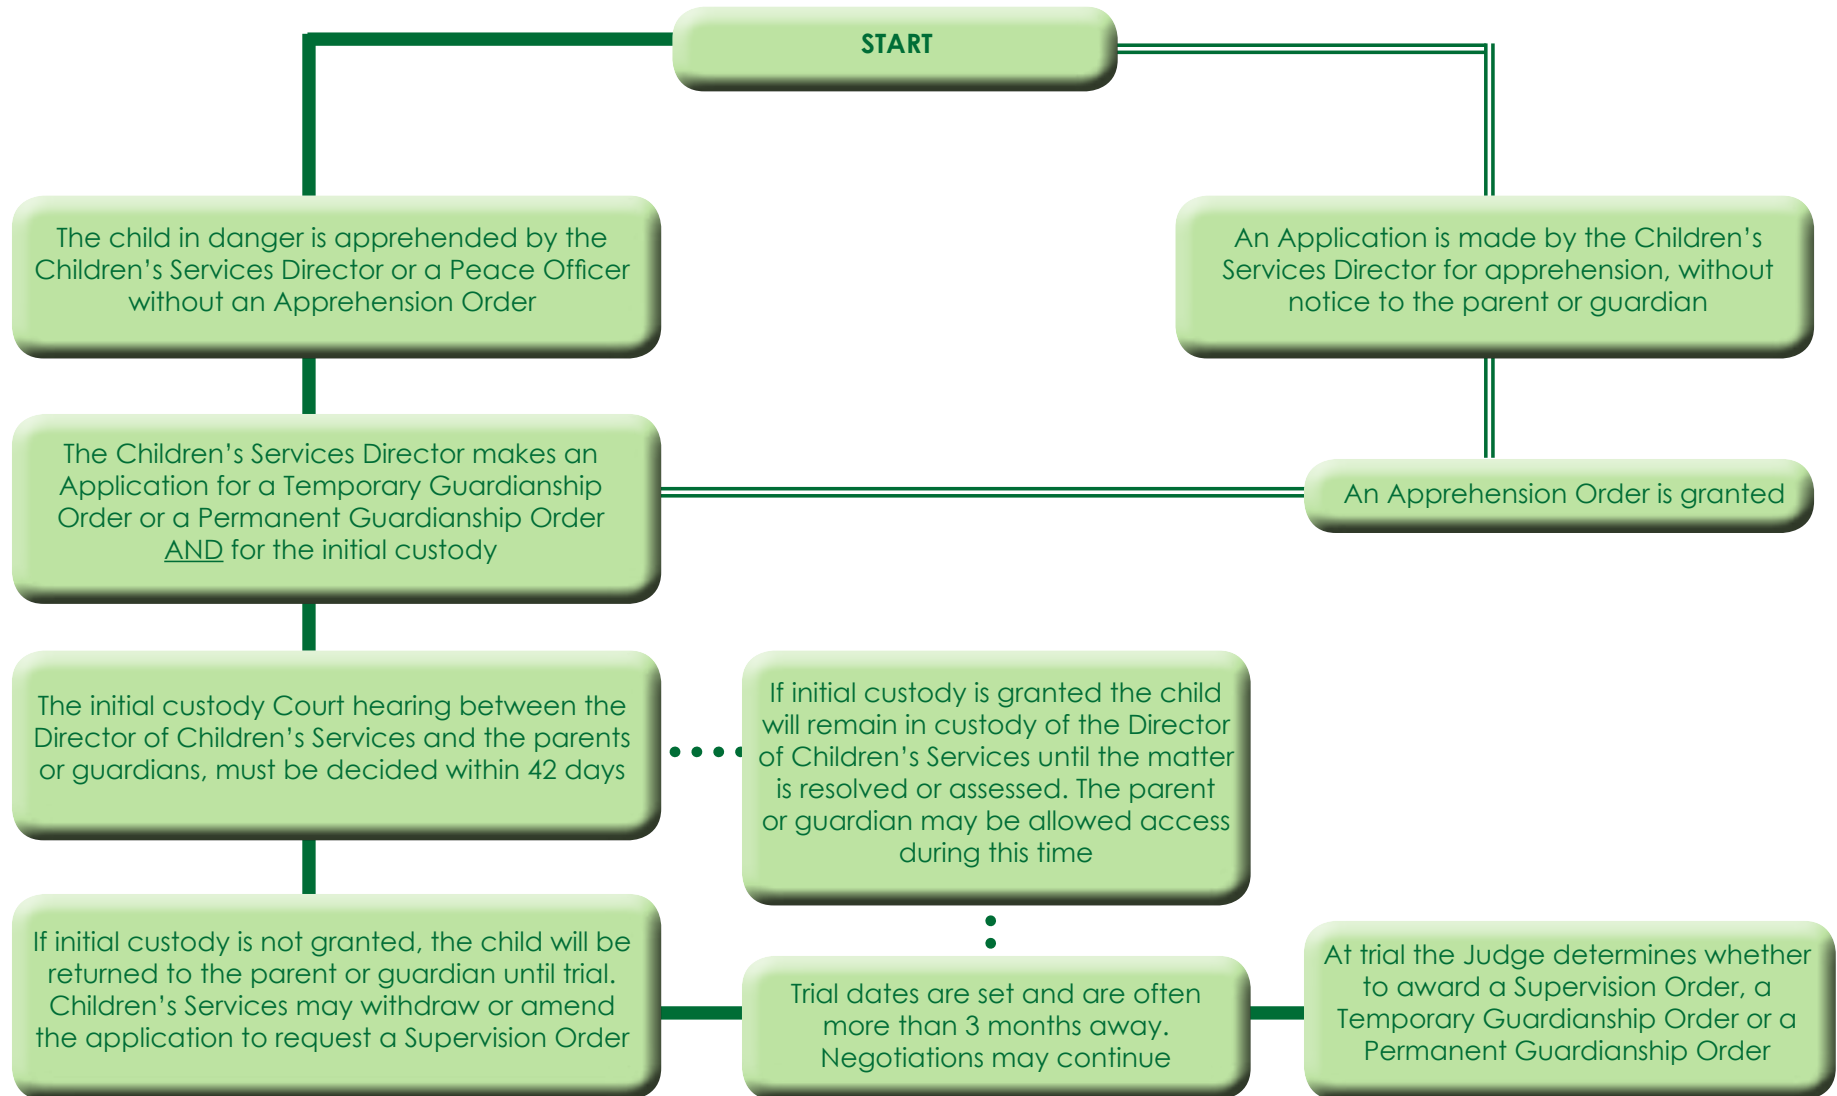 START
The child in danger is apprehended by the
Children’s Services Director or a Peace Officer
without an Apprehension Order
An Application is made by the Children’s
Services Director for apprehension, without
notice to the parent or guardian
The Children’s Services Director makes an
Application for a Temporary Guardianship
Order or a Permanent Guardianship Order
AND for the initial custody
An Apprehension Order is granted
The initial custody Court hearing between the
Director of Children’s Services and the parents
or guardians, must be decided within 42 days
If initial custody is granted the child
will remain in custody of the Director
of Children’s Services until the matter
is resolved or assessed. The parent
or guardian may be allowed access
during this time
If initial custody is not granted, the child will be
returned to the parent or guardian until trial.
Children’s Services may withdraw or amend
the application to request a Supervision Order
Trial dates are set and are often
more than 3 months away.
Negotiations may continue
At trial the Judge determines whether
to award a Supervision Order, a
Temporary Guardianship Order or a
Permanent Guardianship Order